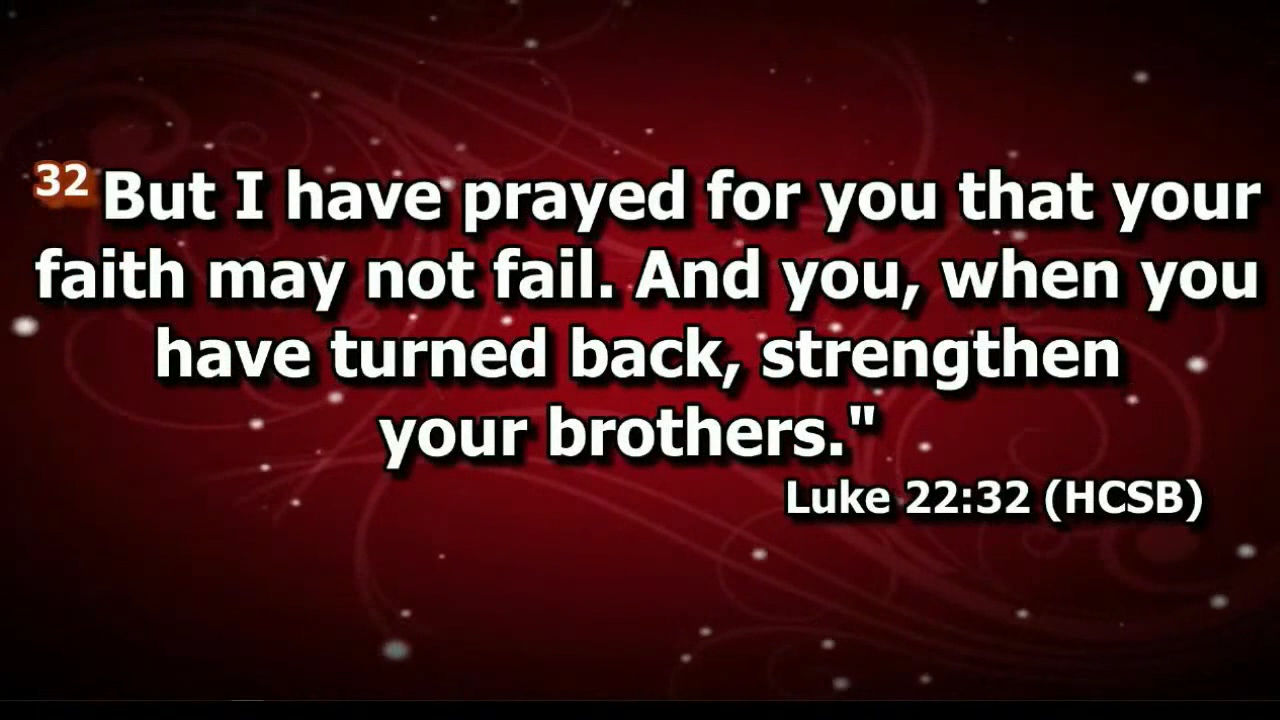 32 But I have prayed for you that your
faith may not fail. And you, when you
have turned back, strengthen
your brothers."
Luke 22:32 (HCSB)